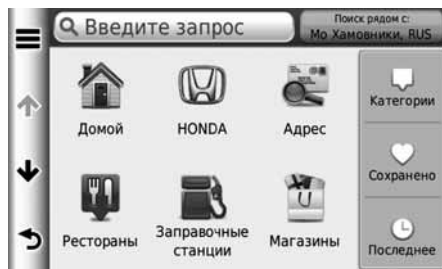 Введите запрос
Поиск рядом с:
Мо Хамовники, RUS
Домой
HONDA
Адрес
Категории
Сохранено
Рестораны
Заправочные
станции
Магазины
Последнее